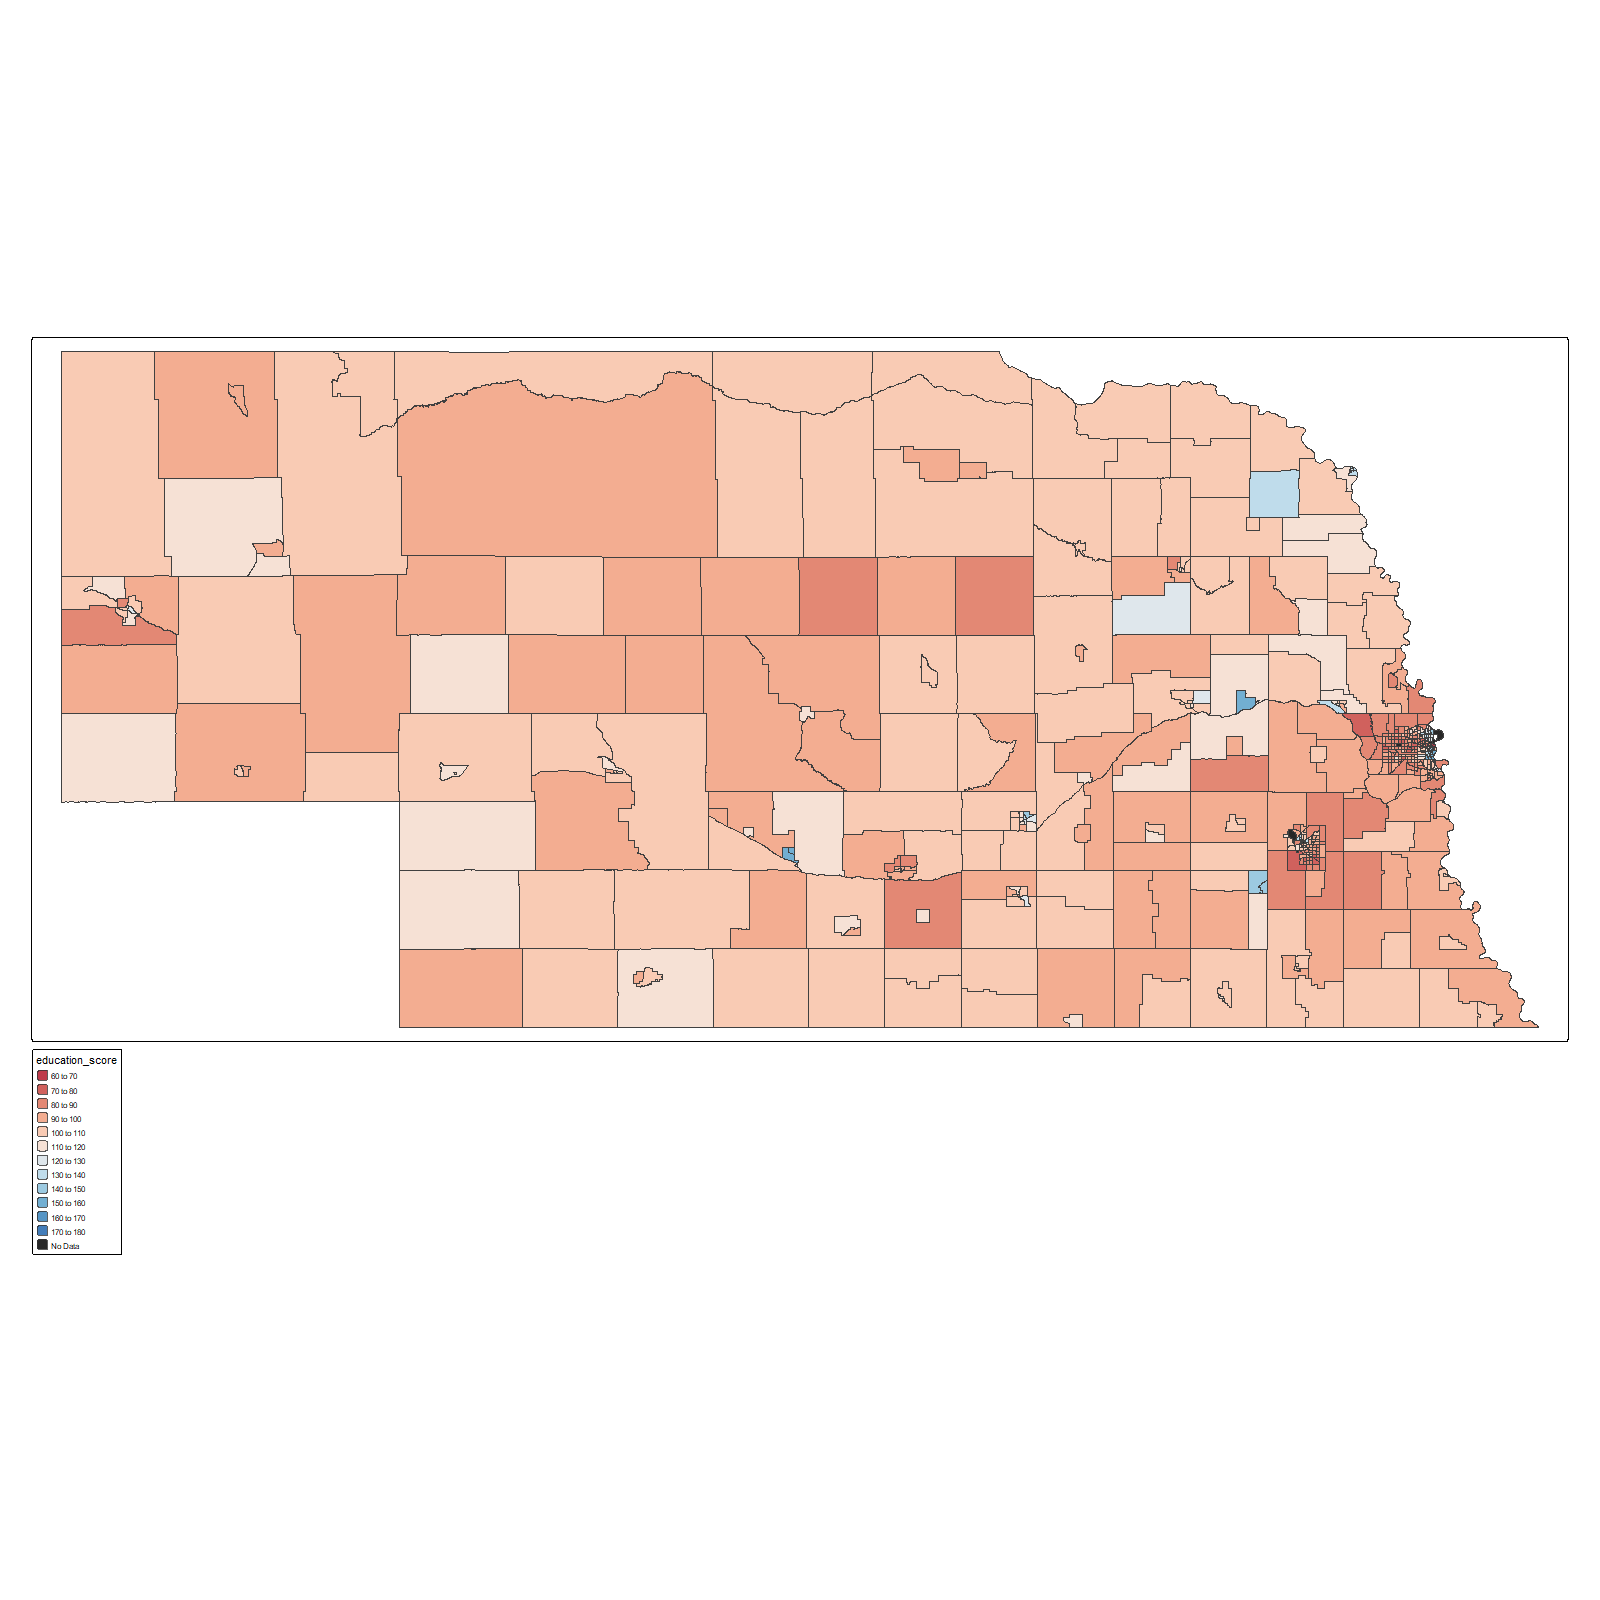 education_score
60 to 70
70 to 80
80 to 90
90 to 100
100 to 110
110 to 120
120 to 130
130 to 140
140 to 150
150 to 160
160 to 170
170 to 180
No Data